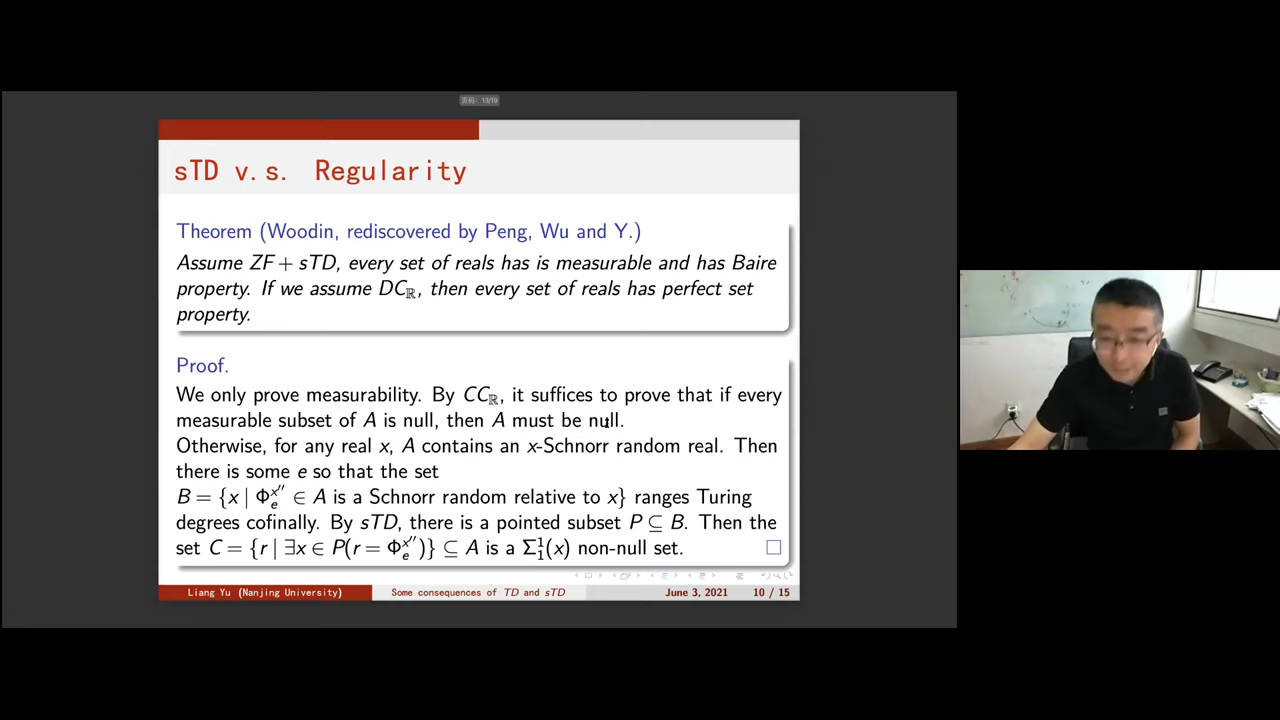 页码: 13/19
sTD v.s. Regularity
Theorem (Woodin, rediscovered by Peng, Wu and Y.)
Assume ZF + sTD, every set of reals has is measurable and has Baire
property. If we assume DC_ℝ, then every set of reals has perfect set
property.
Proof.
We only prove measurability. By CC_ℝ, it suffices to prove that if every
measurable subset of A is null, then A must be null.
Otherwise, for any real x, A contains an x-Schnorr random real. Then
there is some e so that the set
B = {x | Φ_e^{x''} ∈ A is a Schnorr random relative to x} ranges Turing
degrees cofinally. By sTD, there is a pointed subset P ⊆ B. Then the
set C = {r | ∃x ∈ P(r = Φ_e^{x''})} ⊆ A is a Σ^1_1(x) non-null set. □
Liang Yu (Nanjing University) Some consequences of TD and sTD June 3, 2021 10 / 15